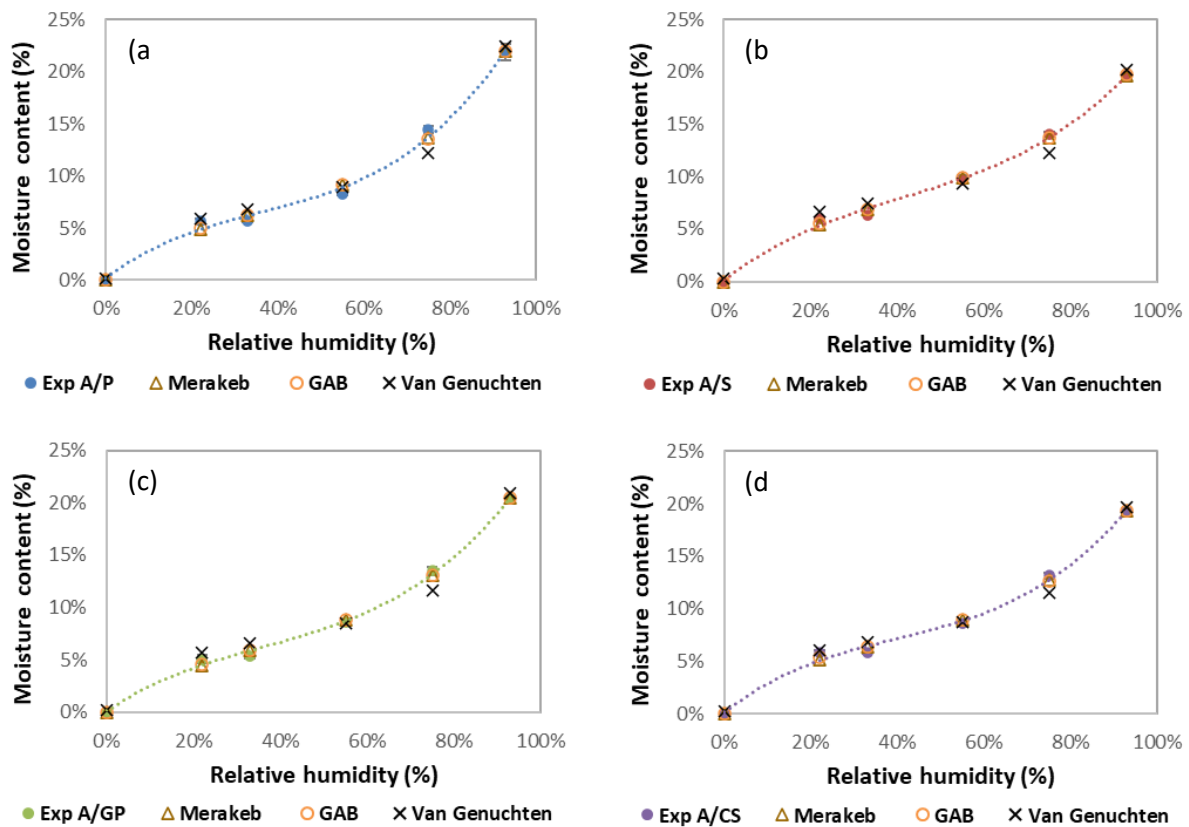 25%
20%
15%
10%
5%
0%
(a)
Moisture content (%)
0% 20% 40% 60% 80% 100%
Relative humidity (%)
Exp A/P Merakeb GAB Van Genuchten
25%
20%
15%
10%
5%
0%
(b)
Moisture content (%)
0% 20% 40% 60% 80% 100%
Relative humidity (%)
Exp A/S Merakeb GAB Van Genuchten
25%
20%
15%
10%
5%
0%
(c)
Moisture content (%)
0% 20% 40% 60% 80% 100%
Relative humidity (%)
Exp A/GP Merakeb GAB Van Genuchten
25%
20%
15%
10%
5%
0%
(d)
Moisture content (%)
0% 20% 40% 60% 80% 100%
Relative humidity (%)
Exp A/CS Merakeb GAB Van Genuchten